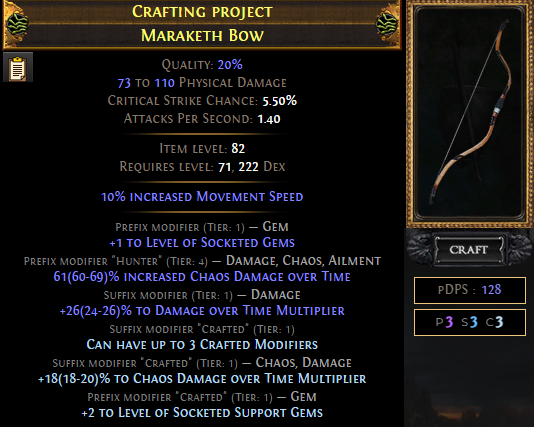 Crafting project
Maraketh Bow
Quality: 20%
73 to 110 Physical Damage
Critical Strike Chance: 5.50%
Attacks Per Second: 1.40
Item level: 82
Requires level: 71, 222 Dex
10% increased Movement Speed
Prefix modifier (Tier: 1) — Gem
+1 to Level of Socketed Gems
Prefix modifier "Hunter" (Tier: 4) — Damage, Chaos, Ailment
61(60-69)% increased Chaos Damage over Time
Suffix modifier (Tier: 1) — Damage
+26(24-26)% to Damage over Time Multiplier
Suffix modifier "Crafted" (Tier: 1)
Can have up to 3 Crafted Modifiers
Suffix modifier "Crafted" (Tier: 1) — Chaos, Damage
+18(18-20)% to Chaos Damage over Time Multiplier
Prefix modifier "Crafted" (Tier: 1) — Gem
+2 to Level of Socketed Support Gems
CRAFT
pDPS : 128
P3 S3 C3